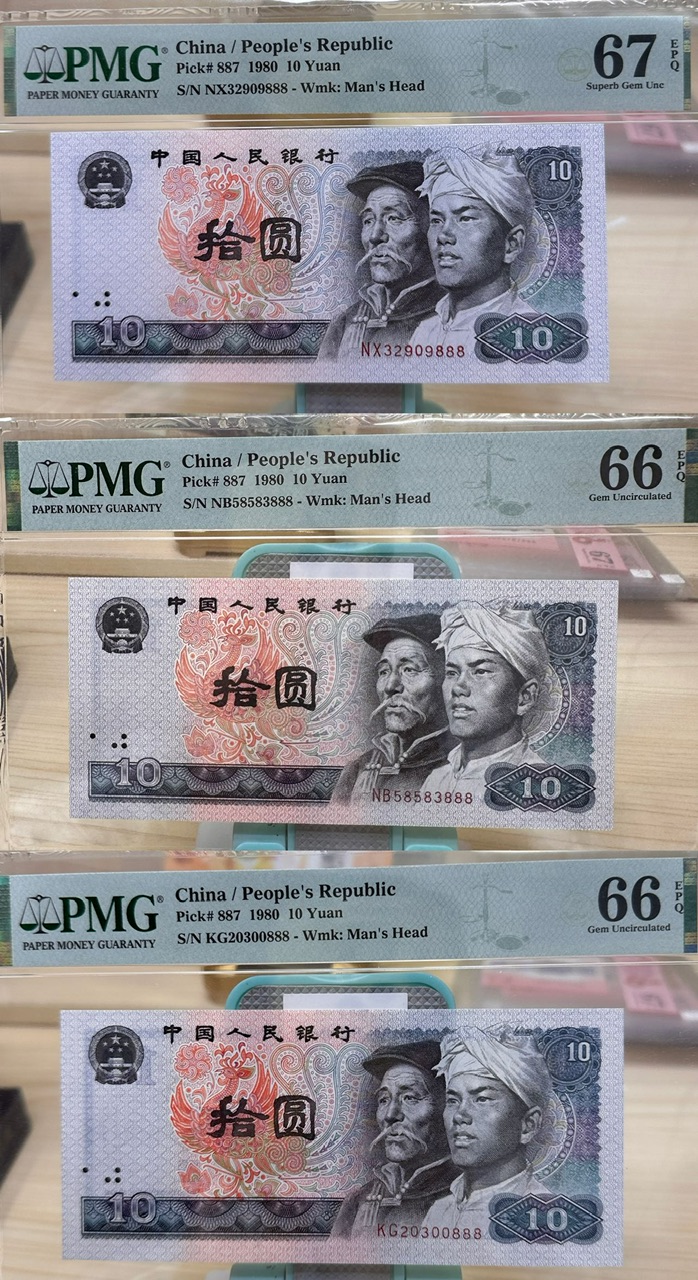 PMG
PAPER MONEY GUARANTY
China / People's Republic
Pick# 887 1980 10 Yuan
S/N NX32909888 - Wmk: Man's Head
67
Superb Gem Unc
EPQ
中国人民银行
10
拾圆
10
NX32909888
10
PMG
PAPER MONEY GUARANTY
China / People's Republic
Pick# 887 1980 10 Yuan
S/N NB58583888 - Wmk: Man's Head
66
Gem Uncirculated
EPQ
67
中国人民银行
10
拾圆
10
NB58583888
10
PMG
PAPER MONEY GUARANTY
China / People's Republic
Pick# 887 1980 10 Yuan
S/N KG20300888 - Wmk: Man's Head
66
Gem Uncirculated
EPQ
中国人民银行
10
拾圆
10
KG20300888
10